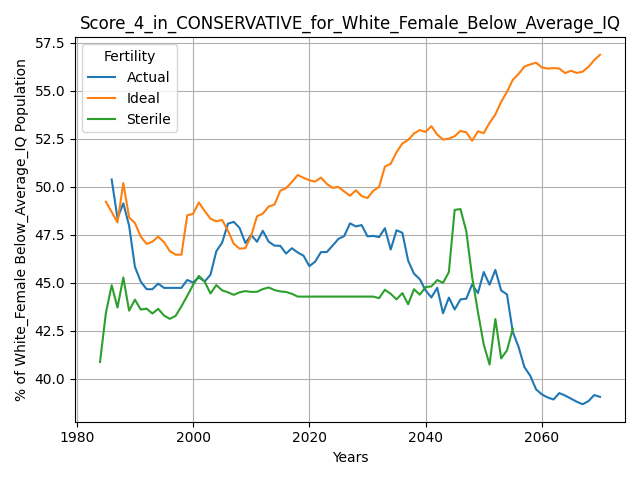 Score_4_in_CONSERVATIVE_for_White_Female_Below_Average_IQ
% of White_Female Below_Average_IQ Population
57.5
55.0
52.5
50.0
47.5
45.0
42.5
40.0
Fertility
Actual
Ideal
Sterile
1980
2000
2020
2040
2060
Years